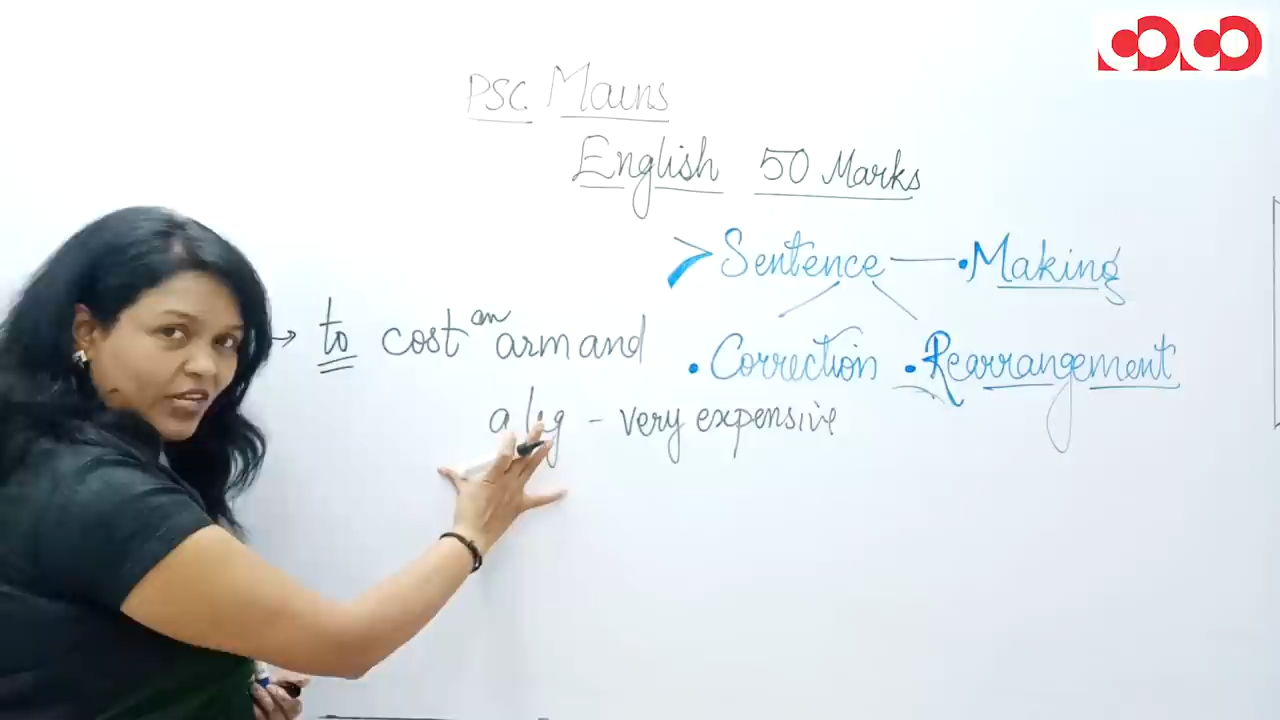 PSC Mains
English 50 Marks
Sentence — • Making
• Correction • Rearrangement
→ to cost an arm and
a leg - very expensive